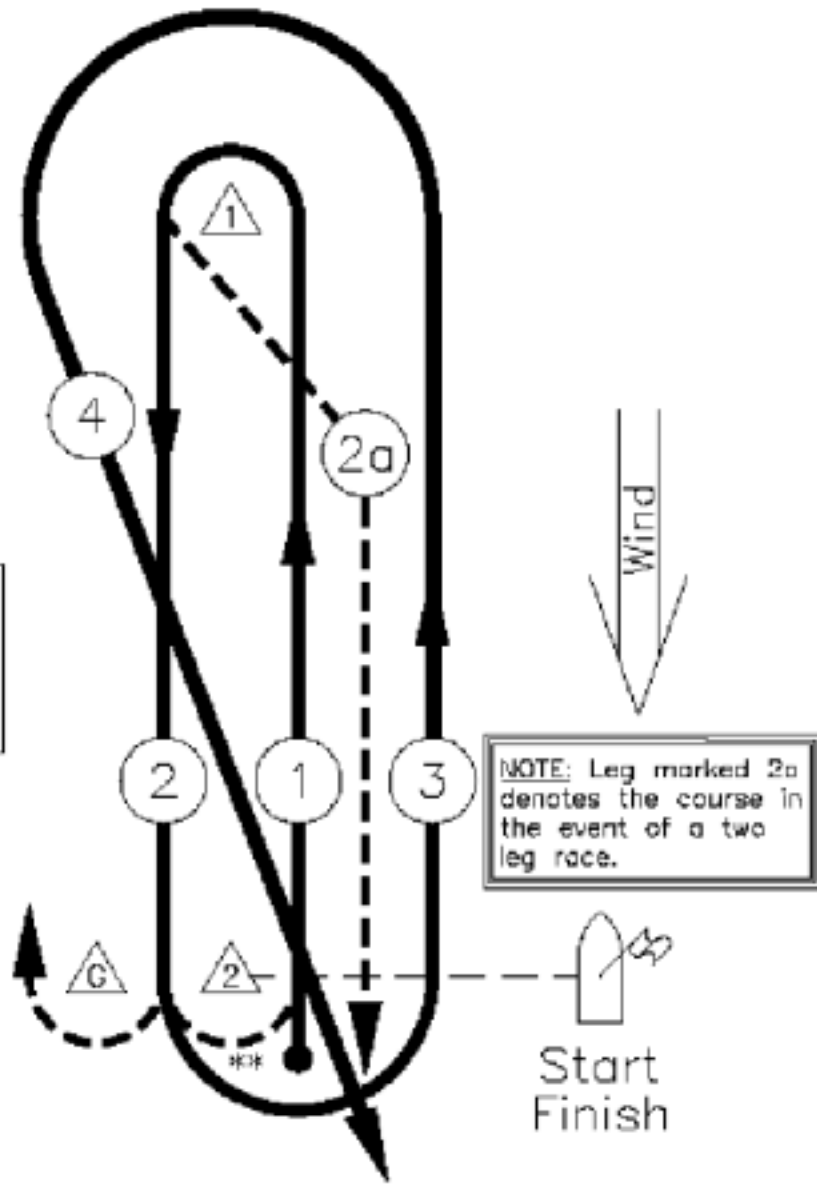 1
4
2a
Wind
2
1
3
NOTE: Leg marked 2a
denotes the course in
the event of a two
leg race.
G
2
**
Start
Finish